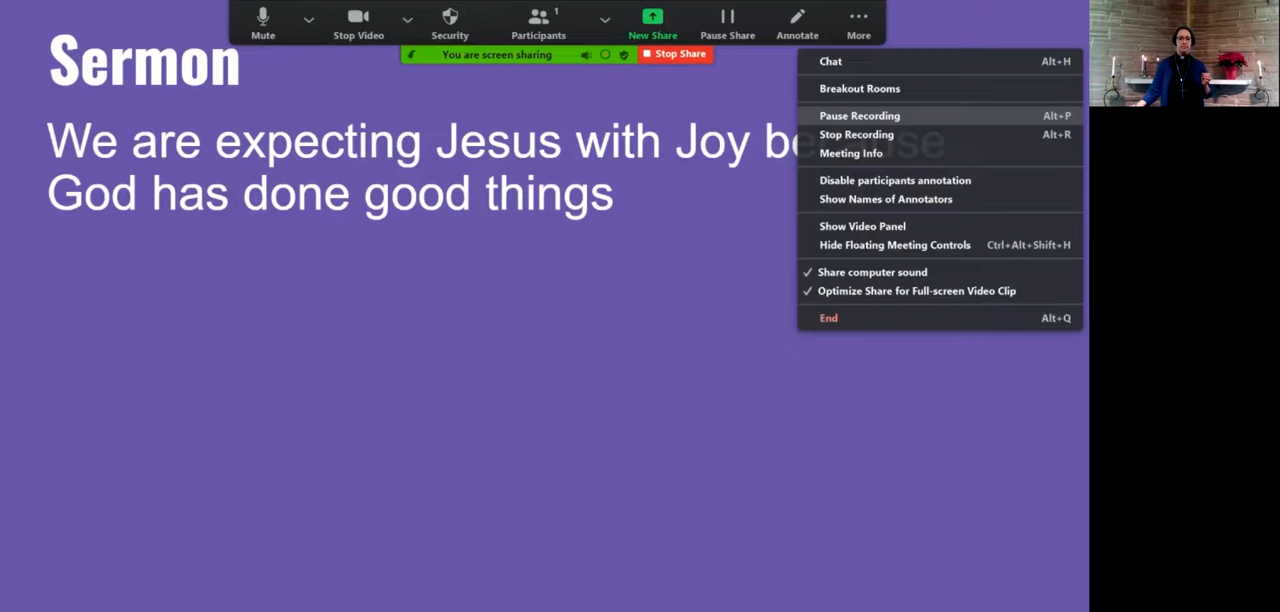 Mute
Stop Video
Security
Participants
1
New Share
Pause Share
Annotate
More
You are screen sharing
Stop Share
Sermon
We are expecting Jesus with Joy because
God has done good things
Chat Alt+H
Breakout Rooms
Pause Recording Alt+P
Stop Recording Alt+R
Meeting Info
Disable participants annotation
Show Names of Annotators
Show Video Panel
Hide Floating Meeting Controls Ctrl+Alt+Shift+H
Share computer sound
Optimize Share for Full-screen Video Clip
End Alt+Q